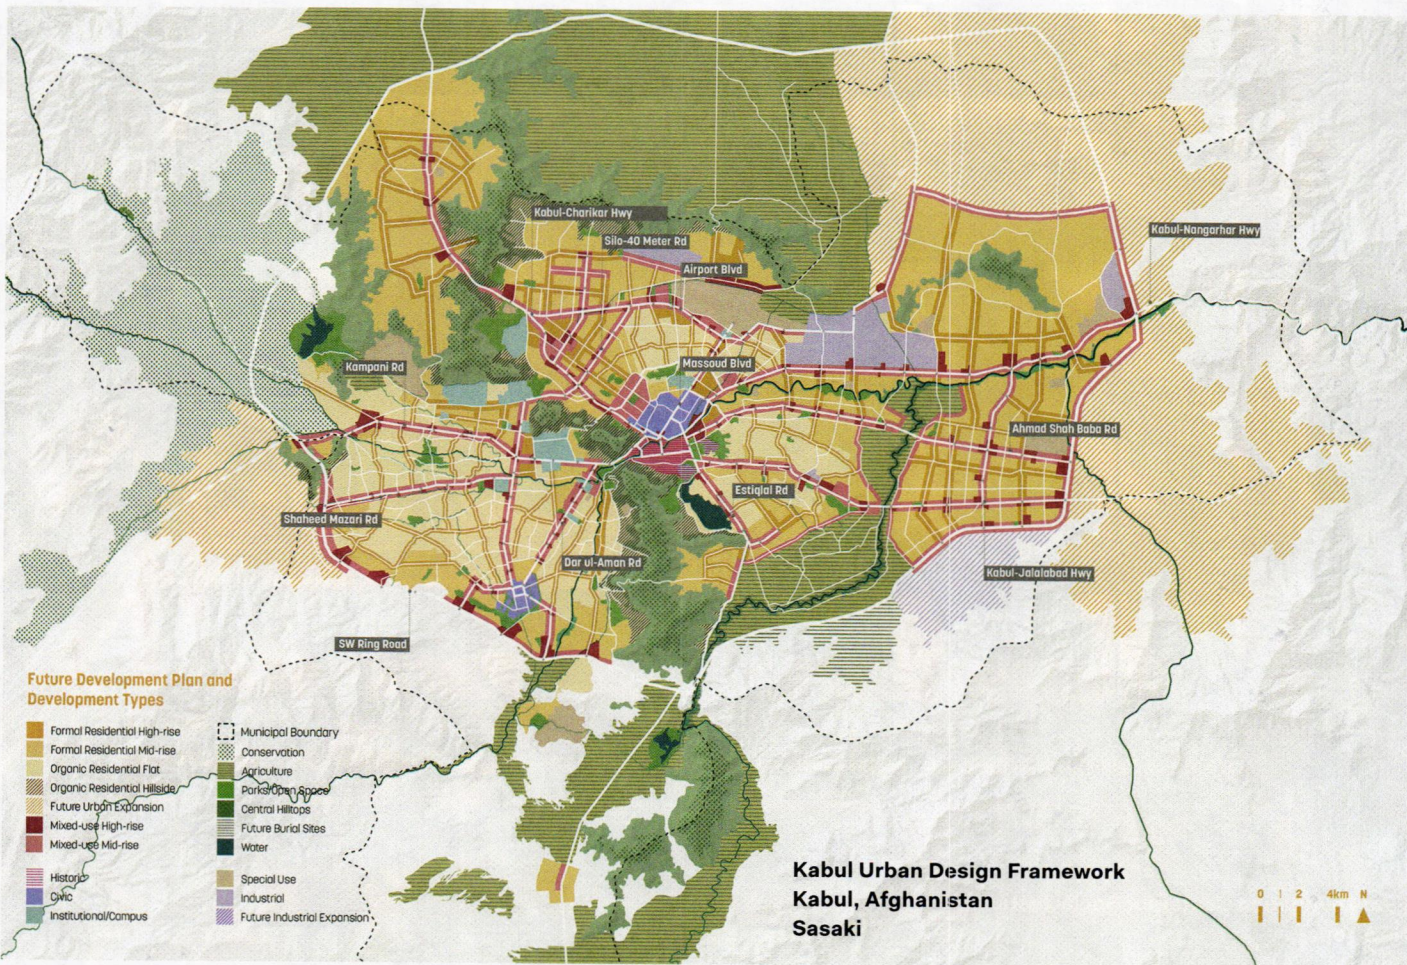 Kabul-Charikar Hwy
Silo-40 Meter Rd
Airport Blvd
Kabul-Nangarhar Hwy
Kampani Rd
Massoud Blvd
Ahmad Shah Baba Rd
Estiqlal Rd
Shaheed Mazari Rd
Dar ul-Aman Rd
Kabul-Jalalabad Hwy
SW Ring Road
Future Development Plan and
Development Types
Formal Residential High-rise
Formal Residential Mid-rise
Organic Residential Flat
Organic Residential Hillside
Future Urban Expansion
Mixed-use High-rise
Mixed-use Mid-rise
Historic
Civic
Institutional/Campus
Municipal Boundary
Conservation
Agriculture
Parks/Open Space
Central Hilltops
Future Burial Sites
Water
Special Use
Industrial
Future Industrial Expansion
Kabul Urban Design Framework
Kabul, Afghanistan
Sasaki
0 1 2 4km N